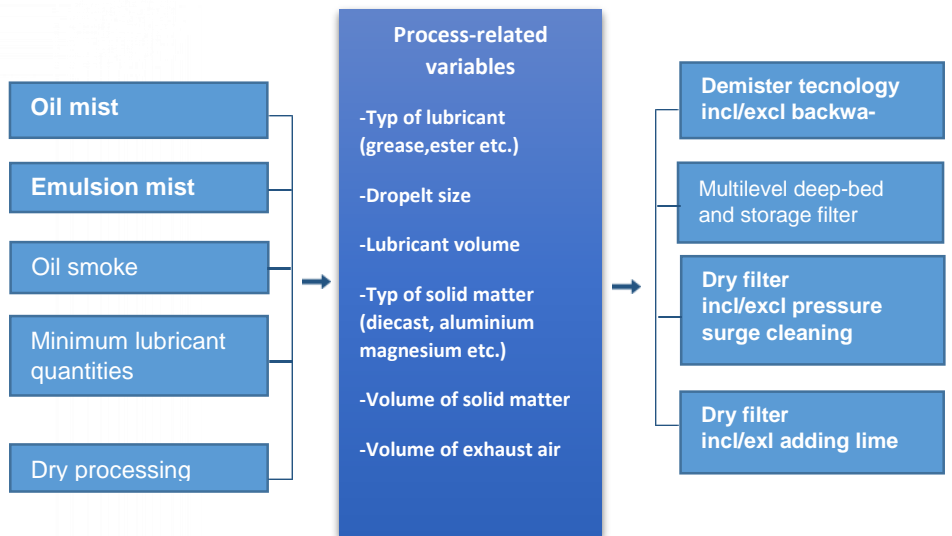 Oil mist
Emulsion mist
Oil smoke
Minimum lubricant
quantities
Dry processing
Process-related
variables
-Typ of lubricant
(grease,ester etc.)
-Dropelt size
-Lubricant volume
-Typ of solid matter
(diecast, aluminium
magnesium etc.)
-Volume of solid matter
-Volume of exhaust air
Demister tecnology
incl/excl backwa-
Multilevel deep-bed
and storage filter
Dry filter
incl/excl pressure
surge cleaning
Dry filter
incl/exl adding lime